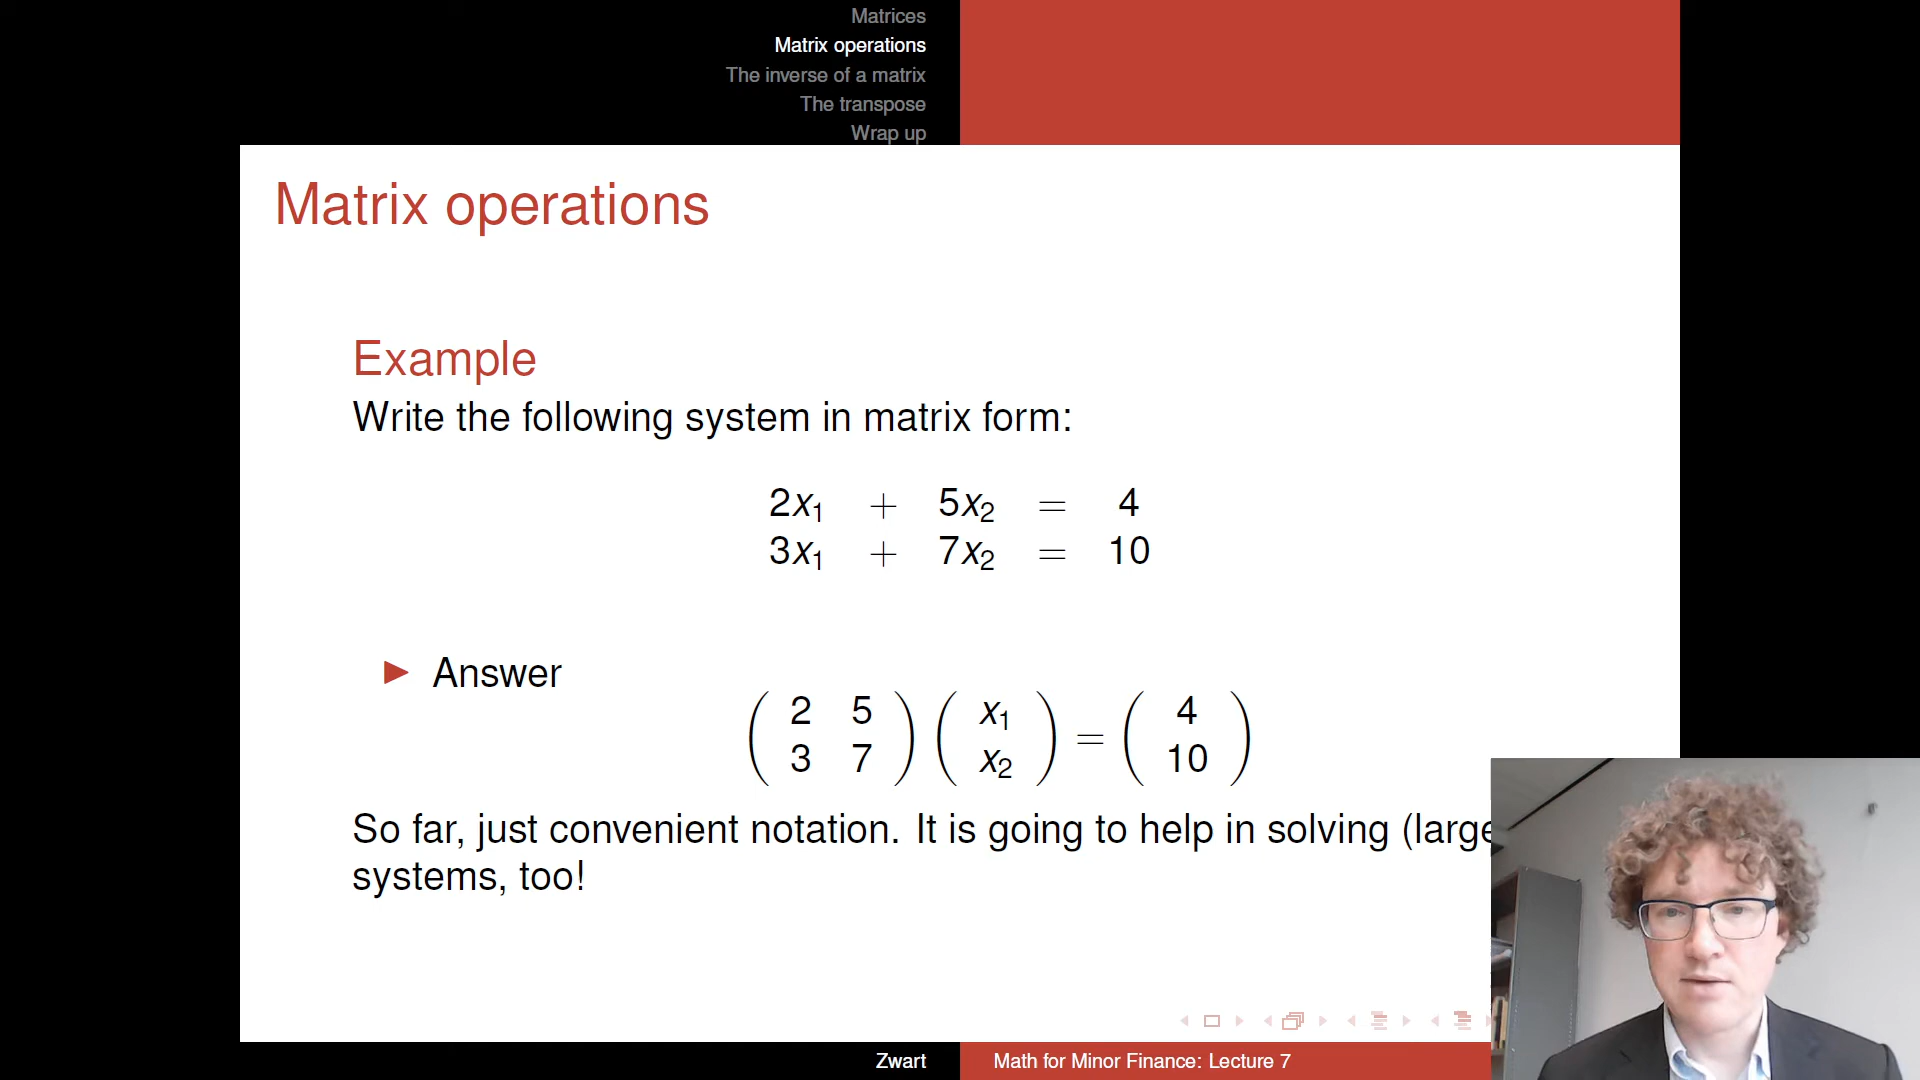 Matrices
Matrix operations
The inverse of a matrix
The transpose
Wrap up
Matrix operations
Example
Write the following system in matrix form:
2x₁ + 5x₂ = 4
3x₁ + 7x₂ = 10
Answer
( 2 5 ) ( x₁ ) = ( 4 )
( 3 7 ) ( x₂ ) ( 10 )
So far, just convenient notation. It is going to help in solving (large
systems, too!
Zwart Math for Minor Finance: Lecture 7